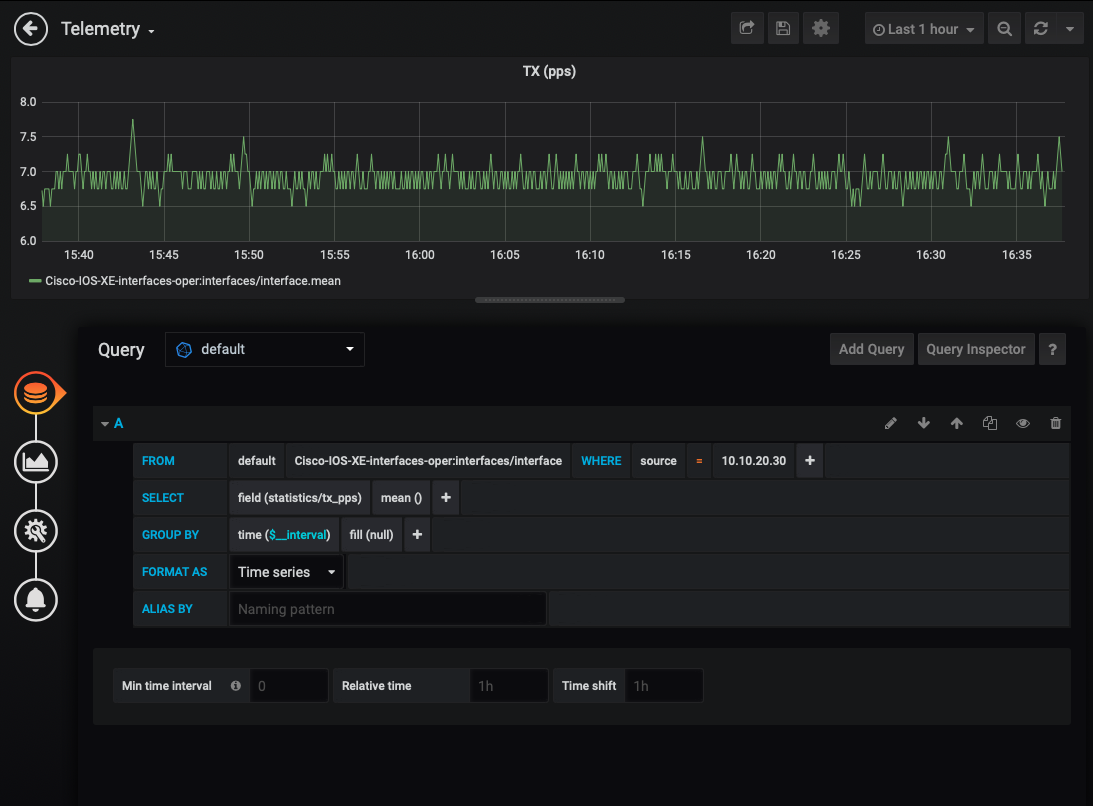 Telemetry
Last 1 hour
TX (pps)
8.0
7.5
7.0
6.5
6.0
15:40 15:45 15:50 15:55 16:00 16:05 16:10 16:15 16:20 16:25 16:30 16:35
Cisco-IOS-XE-interfaces-oper:interfaces/interface.mean
Query default Add Query Query Inspector ?
A
FROM default Cisco-IOS-XE-interfaces-oper:interfaces/interface WHERE source = 10.10.20.30 +
SELECT field (statistics/tx_pps) mean () +
GROUP BY time ($__interval) fill (null) +
FORMAT AS Time series
ALIAS BY Naming pattern
Min time interval 0 Relative time 1h Time shift 1h